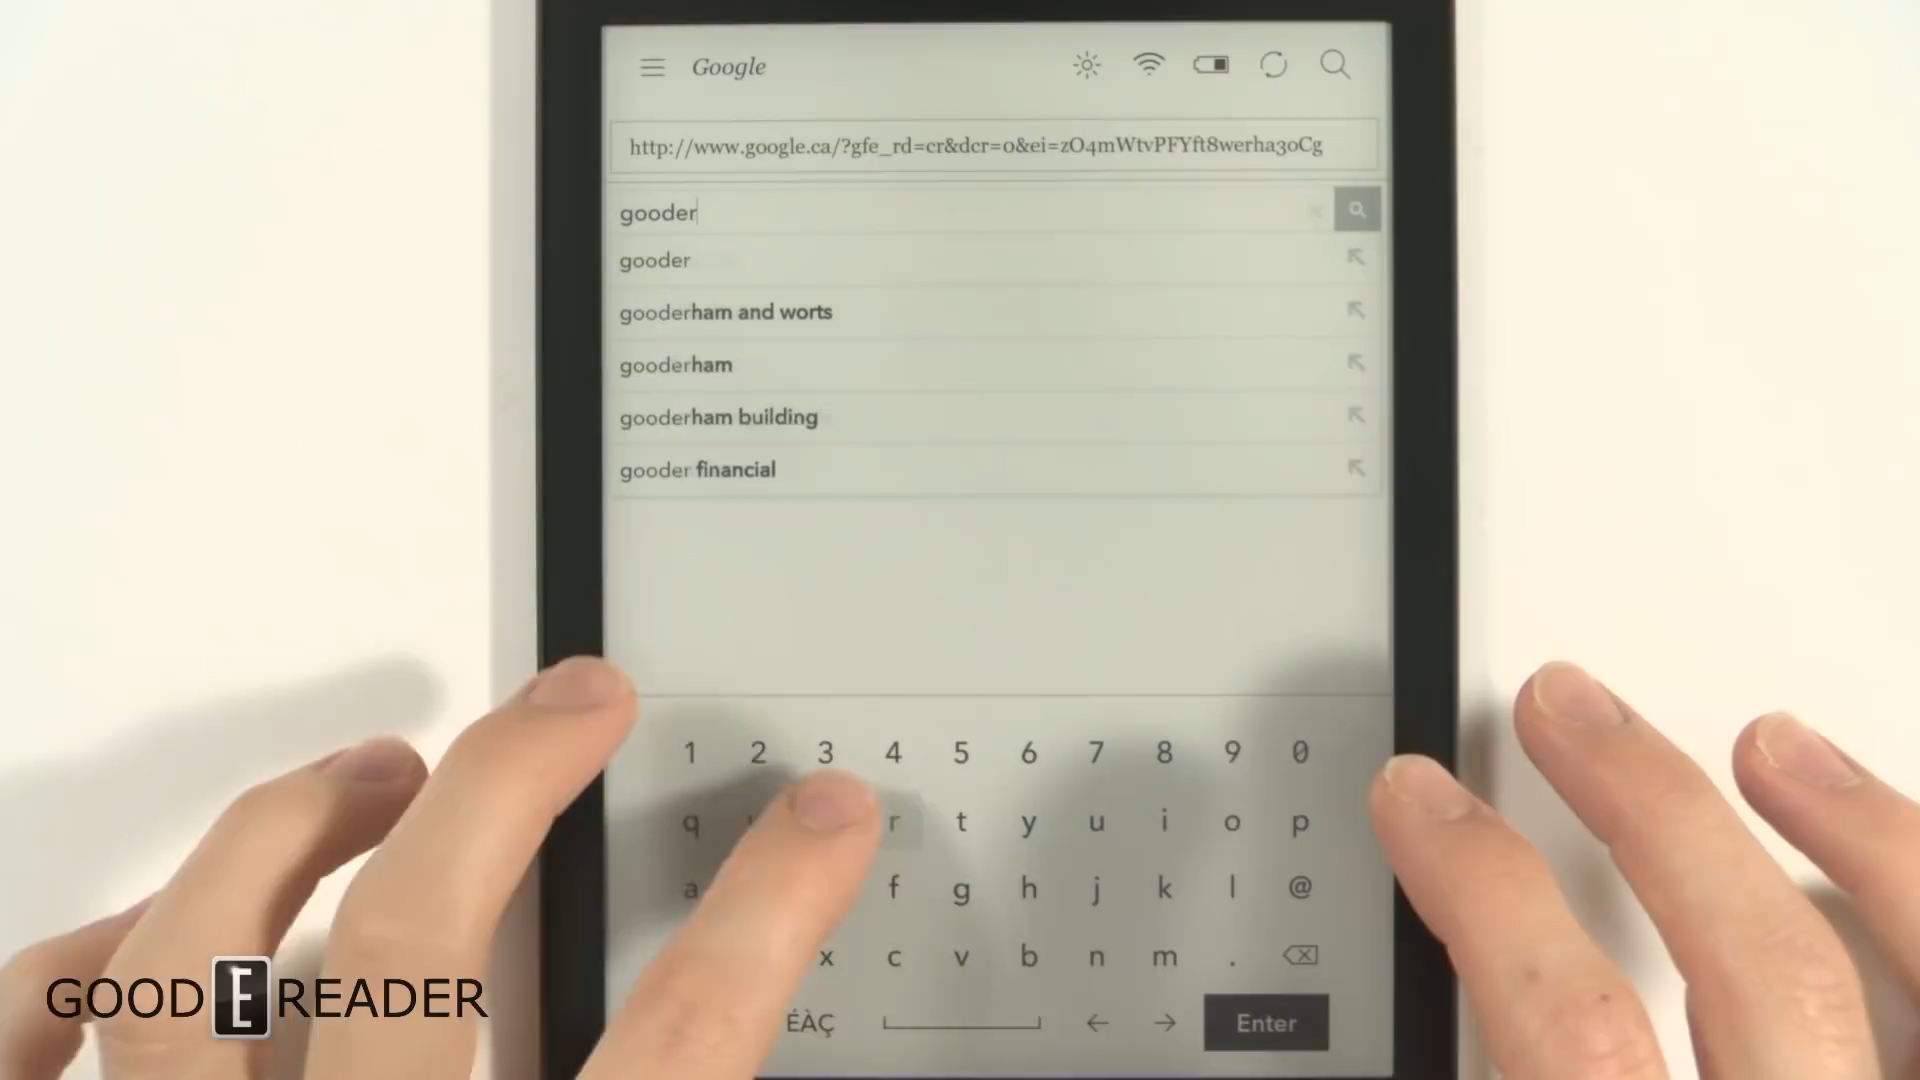 Google
http://www.google.ca/?gfe_rd=cr&dcr=0&ei=zO4mWtvPFYft8werha30Cg
gooder
gooder
gooderham and worts
gooderham
gooderham building
gooder financial
1 2 3 4 5 6 7 8 9 0
q r t y u i o p
a f g h j k l @
x c v b n m .
ÉÀÇ ← → Enter
GOOD E READER